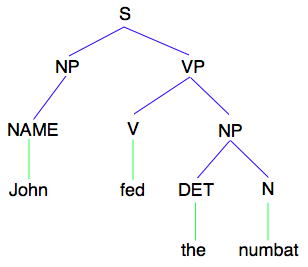 S
NP VP
NAME V NP
John fed DET N
the numbat